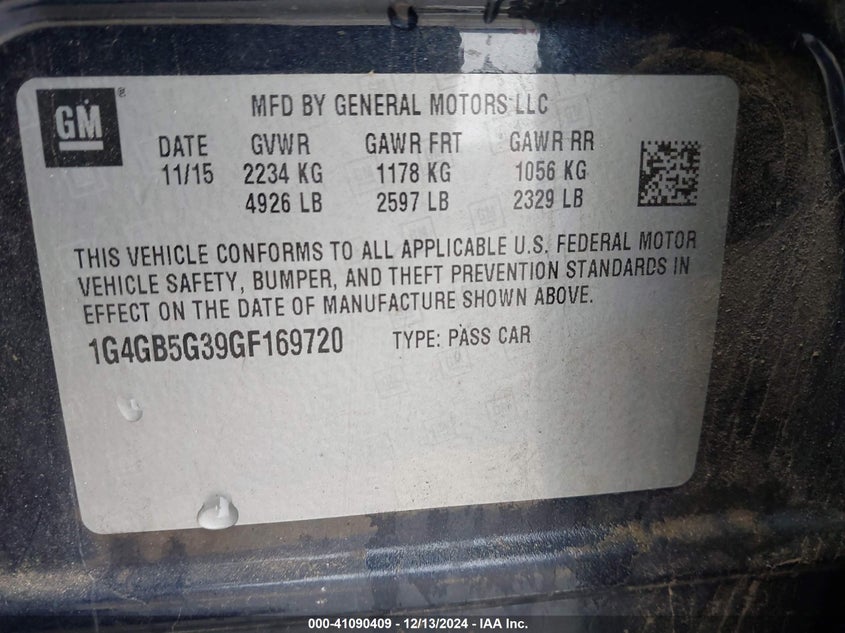 GM
®
MFD BY GENERAL MOTORS LLC
DATE GVWR GAWR FRT GAWR RR
11/15 2234 KG 1178 KG 1056 KG
4926 LB 2597 LB 2329 LB
THIS VEHICLE CONFORMS TO ALL APPLICABLE U.S. FEDERAL MOTOR
VEHICLE SAFETY, BUMPER, AND THEFT PREVENTION STANDARDS IN
EFFECT ON THE DATE OF MANUFACTURE SHOWN ABOVE.
1G4GB5G39GF169720 TYPE: PASS CAR
000-41090409 - 12/13/2024 - IAA Inc.